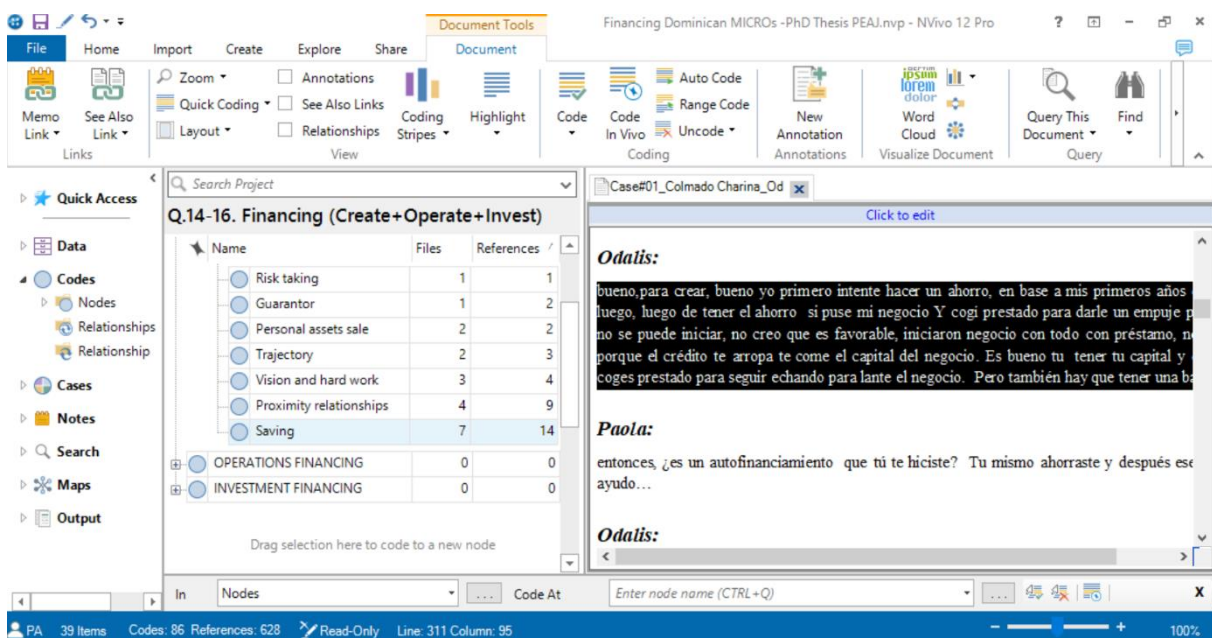 Document Tools
Financing Dominican MICROs -PhD Thesis PEAJ.nvp - NVivo 12 Pro
?
File Home Import Create Explore Share Document
Memo Link
See Also Link
Links
Zoom
Quick Coding
Layout
Annotations
See Also Links
Relationships
Coding Stripes
Highlight
View
Code
Code In Vivo
Auto Code
Range Code
Uncode
Coding
New Annotation
Annotations
ipsum
lorem
dolor
Word Cloud
Visualize Document
Query This Document
Find
Query
Quick Access
Data
Codes
Nodes
Relationships
Relationship
Cases
Notes
Search
Maps
Output
Search Project
Q.14-16. Financing (Create+Operate+Invest)
Name Files References
Risk taking 1 1
Guarantor 1 2
Personal assets sale 2 2
Trajectory 2 3
Vision and hard work 3 4
Proximity relationships 4 9
Saving 7 14
OPERATIONS FINANCING 0 0
INVESTMENT FINANCING 0 0
Drag selection here to code to a new node
Case#01_Colmado Charina_Od
Click to edit
Odalis:
bueno,para crear, bueno yo primero intente hacer un ahorro, en base a mis primeros años
luego, luego de tener el ahorro si puse mi negocio Y cogi prestado para darle un empuje p
no se puede iniciar, no creo que es favorable, iniciaron negocio con todo con préstamo, n
porque el crédito te arropa te come el capital del negocio. Es bueno tu tener tu capital y
coges prestado para seguir echando para lante el negocio. Pero también hay que tener una ba
Paola:
entonces, ¿es un autofinanciamiento que tú te hiciste? Tu mismo ahorraste y después ese
ayudo…
Odalis:
In Nodes ... Code At Enter node name (CTRL+Q) ... X
PA 39 Items Codes: 86 References: 628 Read-Only Line: 311 Column: 95 100%